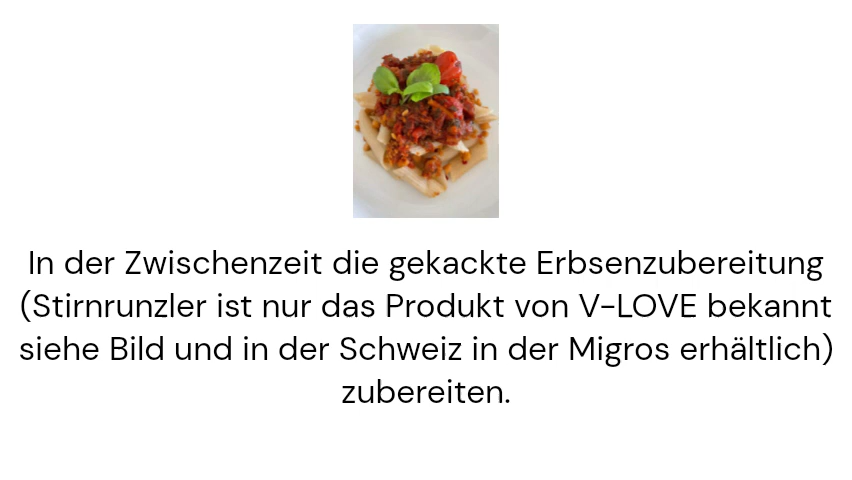 In der Zwischenzeit die gekackte Erbsenzubereitung
(Stirnrunzler ist nur das Produkt von V-LOVE bekannt
siehe Bild und in der Schweiz in der Migros erhältlich)
zubereiten.